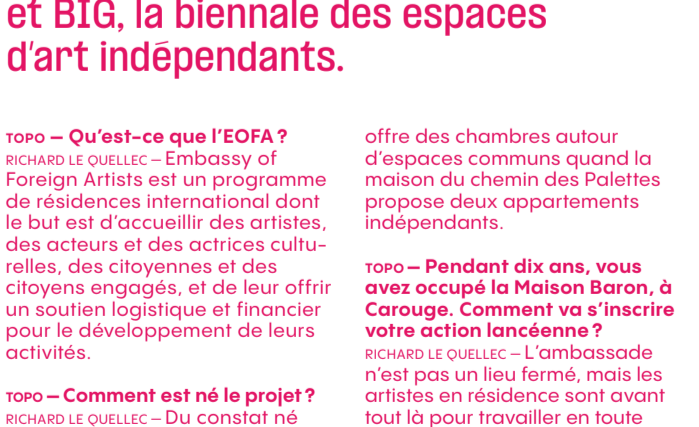 et BIG, la biennale des espaces
d'art indépendants.
TOPO — Qu'est-ce que l'EOFA ?
RICHARD LE QUELLEC — Embassy of
Foreign Artists est un programme
de résidences international dont
le but est d'accueillir des artistes,
des acteurs et des actrices cultu-
relles, des citoyennes et des
citoyens engagés, et de leur offrir
un soutien logistique et financier
pour le développement de leurs
activités.
TOPO — Comment est né le projet ?
RICHARD LE QUELLEC — Du constat né
offre des chambres autour
d'espaces communs quand la
maison du chemin des Palettes
propose deux appartements
indépendants.
TOPO — Pendant dix ans, vous
avez occupé la Maison Baron, à
Carouge. Comment va s'inscrire
votre action lancéenne ?
RICHARD LE QUELLEC — L'ambassade
n'est pas un lieu fermé, mais les
artistes en résidence sont avant
tout là pour travailler en toute